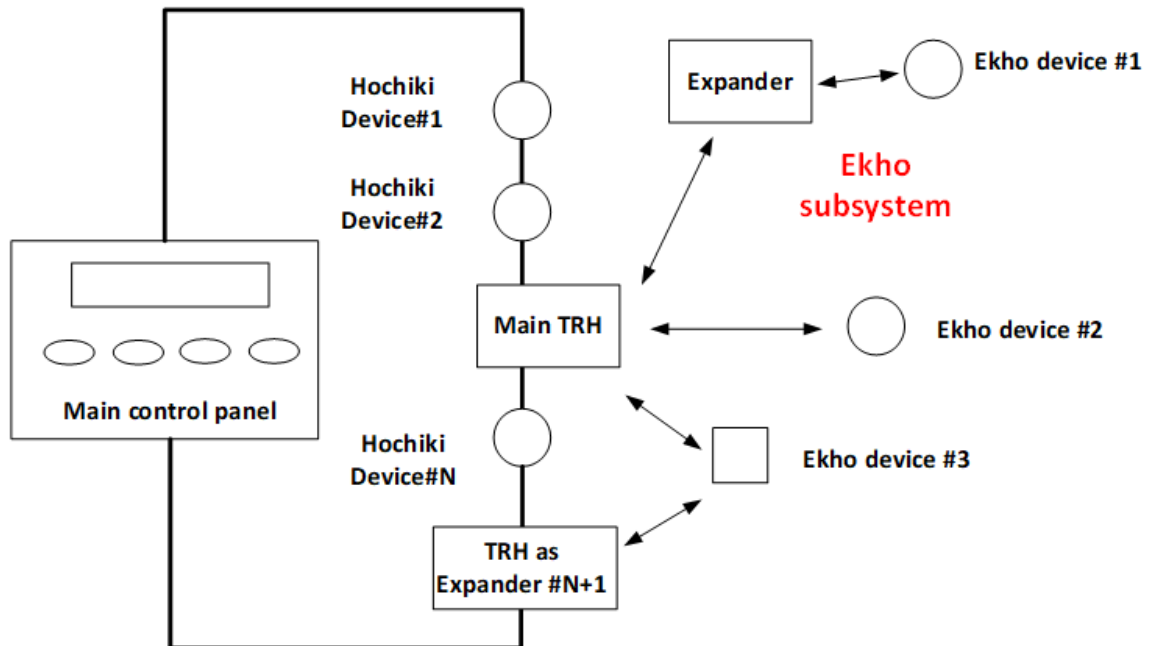 Hochiki
Device#1
Expander
Ekho device #1
Ekho
subsystem
Hochiki
Device#2
Main TRH
Ekho device #2
Main control panel
Hochiki
Device#N
Ekho device #3
TRH as
Expander #N+1